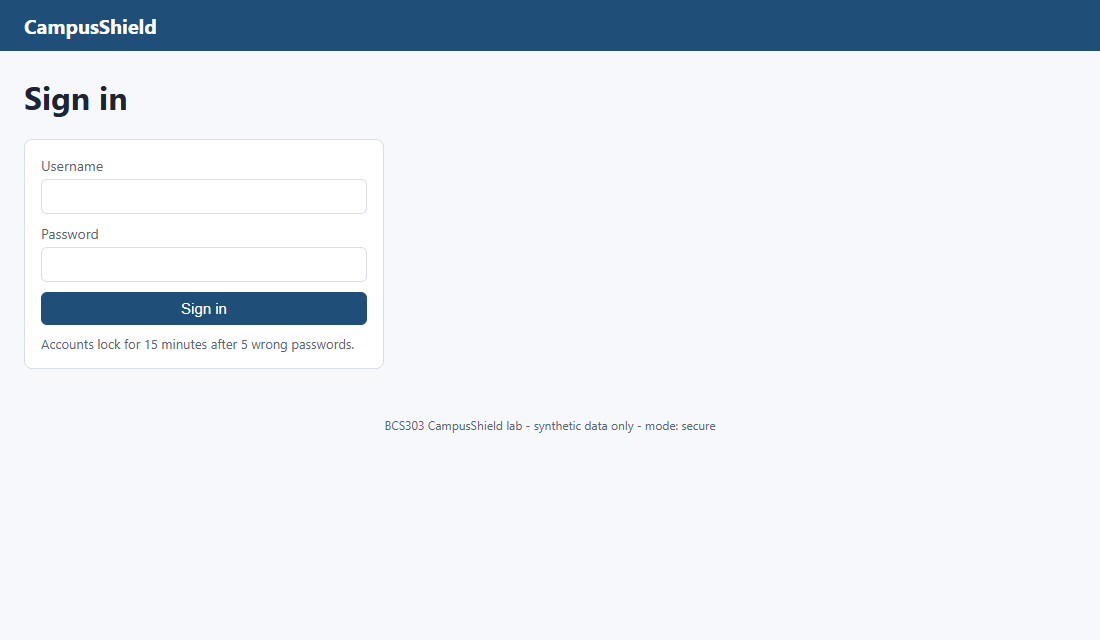 CampusShield
Sign in
Username
Password
Sign in
Accounts lock for 15 minutes after 5 wrong passwords.
BCS303 CampusShield lab - synthetic data only - mode: secure